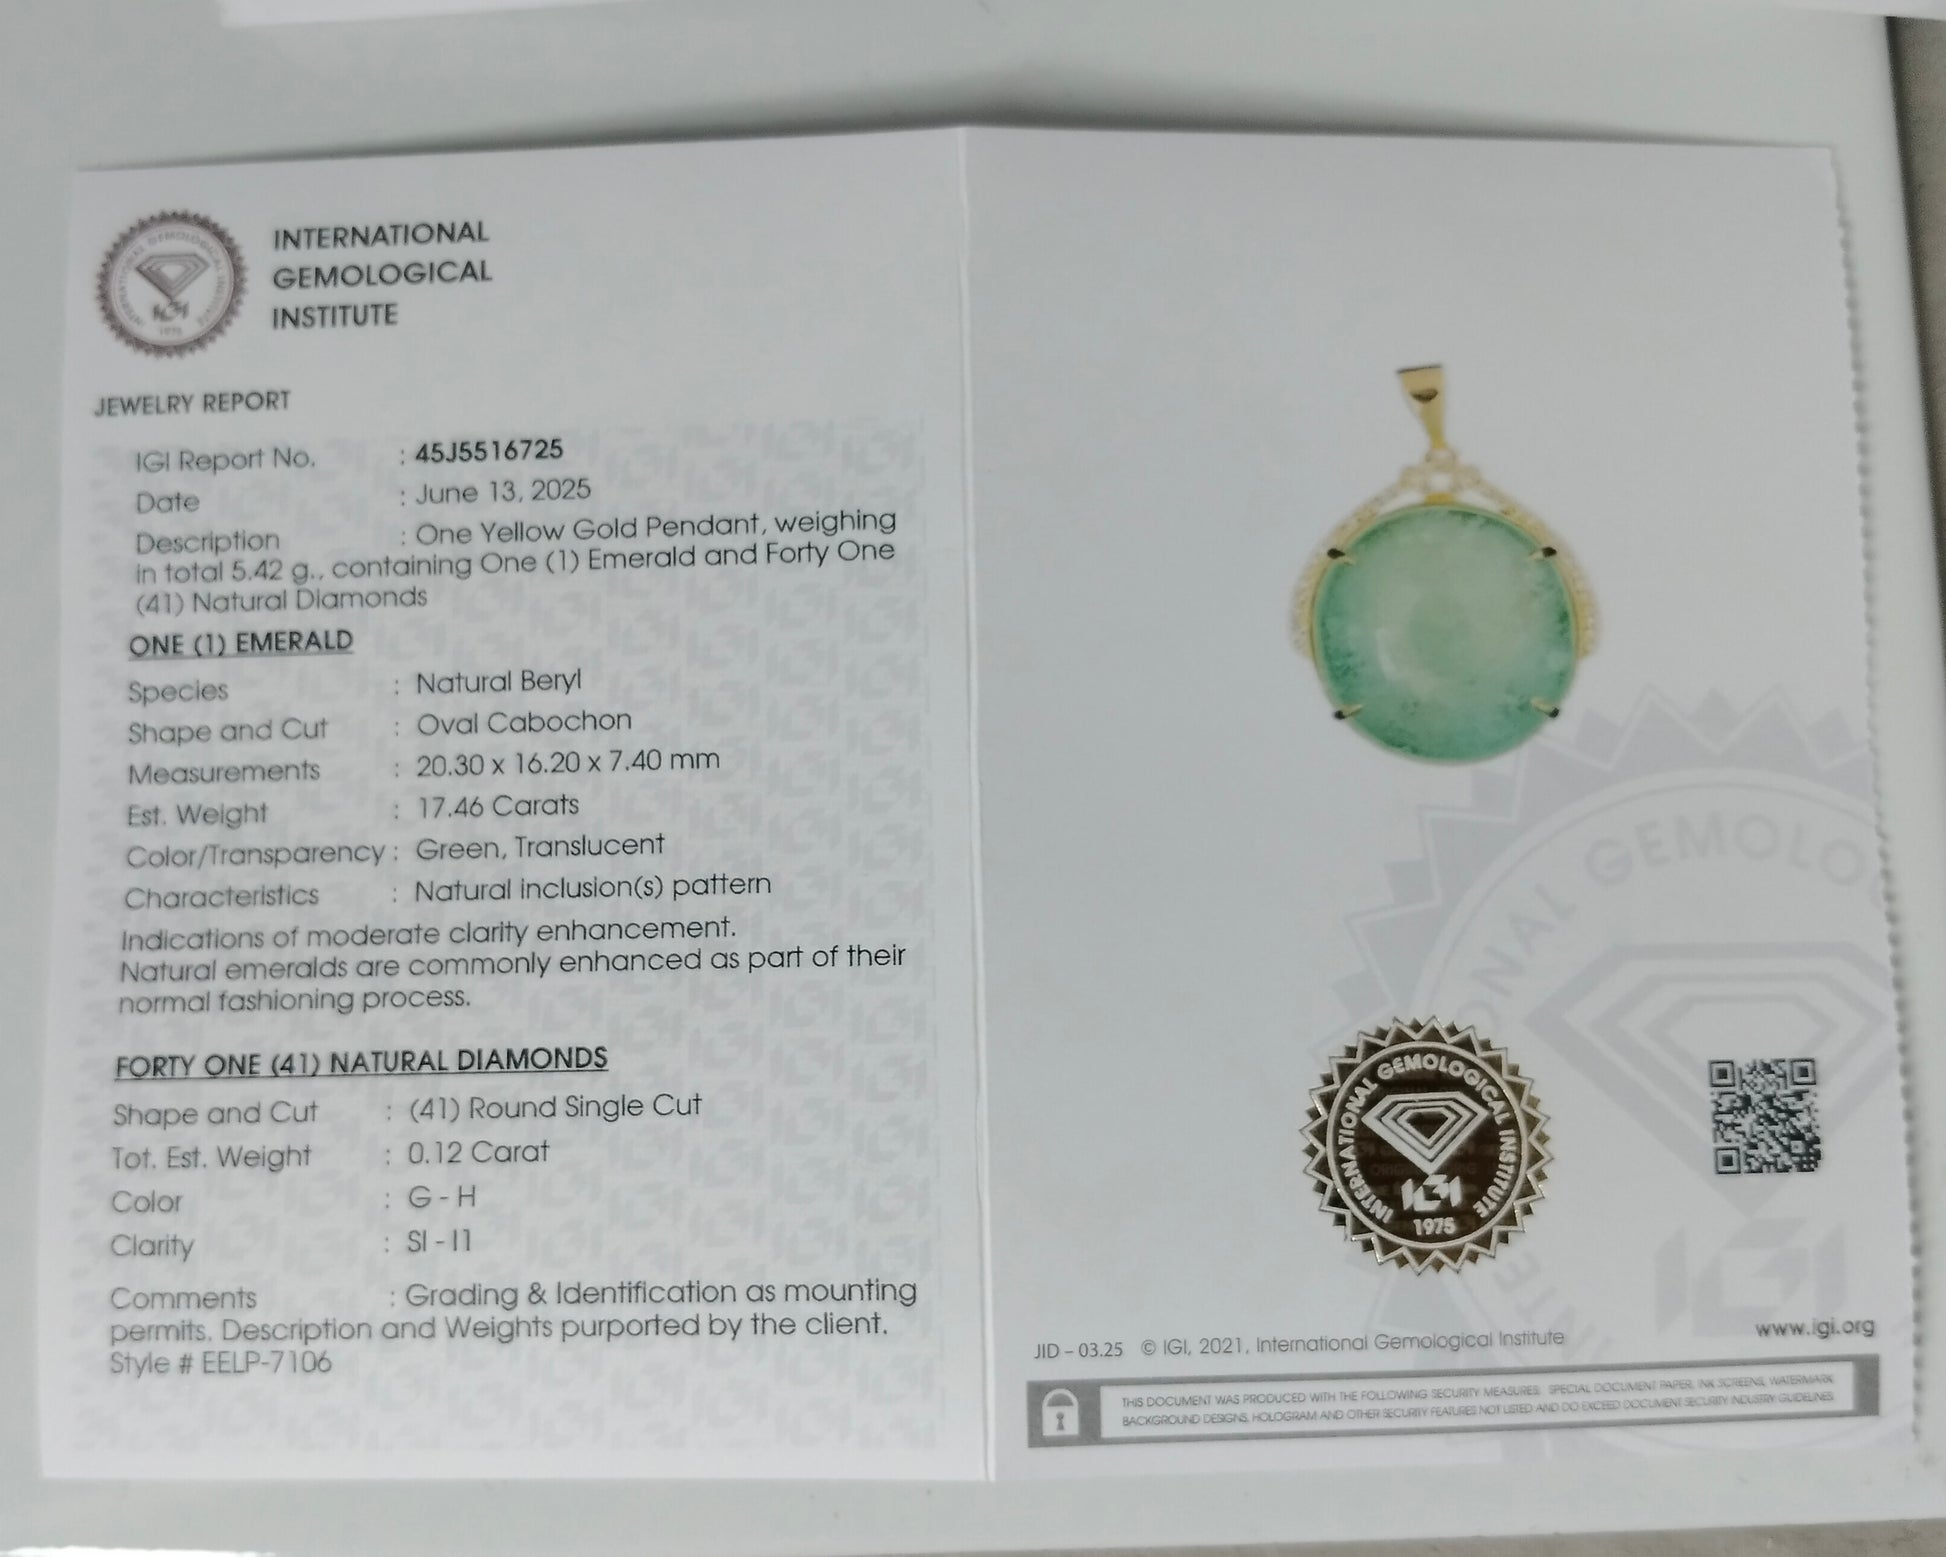 INTERNATIONAL
GEMOLOGICAL
INSTITUTE
INTERNATIONAL GEMOLOGICAL INSTITUTE
IGI
1975
JEWELRY REPORT
IGI Report No. : 45J5516725
Date : June 13, 2025
Description : One Yellow Gold Pendant, weighing
in total 5.42 g., containing One (1) Emerald and Forty One
(41) Natural Diamonds
ONE (1) EMERALD
Species : Natural Beryl
Shape and Cut : Oval Cabochon
Measurements : 20.30 x 16.20 x 7.40 mm
Est. Weight : 17.46 Carats
Color/Transparency : Green, Translucent
Characteristics : Natural inclusion(s) pattern
Indications of moderate clarity enhancement.
Natural emeralds are commonly enhanced as part of their
normal fashioning process.
FORTY ONE (41) NATURAL DIAMONDS
Shape and Cut : (41) Round Single Cut
Tot. Est. Weight : 0.12 Carat
Color : G - H
Clarity : SI - I1
Comments : Grading & Identification as mounting
permits. Description and Weights purported by the client.
Style # EELP-7106
INTERNATIONAL GEMOLOGICAL INSTITUTE
IGI
1975
www.igi.org
JID - 03.25 © IGI, 2021, International Gemological Institute
THIS DOCUMENT WAS PRODUCED WITH THE FOLLOWING SECURITY MEASURES: SPECIAL DOCUMENT PAPER, INK SCREENS, WATERMARK
BACKGROUND DESIGNS, HOLOGRAM AND OTHER SECURITY FEATURES NOT LISTED AND DO EXCEED DOCUMENT SECURITY INDUSTRY GUIDELINES.